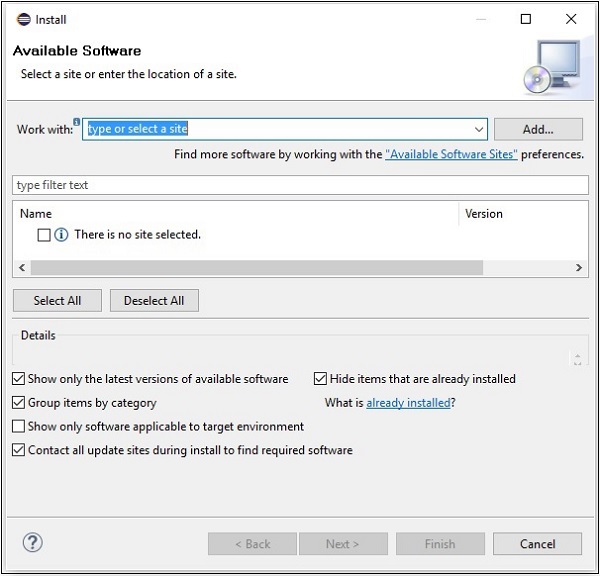 Install
Available Software
Select a site or enter the location of a site.
Work with: type or select a site Add...
Find more software by working with the "Available Software Sites" preferences.
type filter text
Name Version
There is no site selected.
Select All Deselect All
Details
Show only the latest versions of available software Hide items that are already installed
Group items by category What is already installed?
Show only software applicable to target environment
Contact all update sites during install to find required software
? < Back Next > Finish Cancel